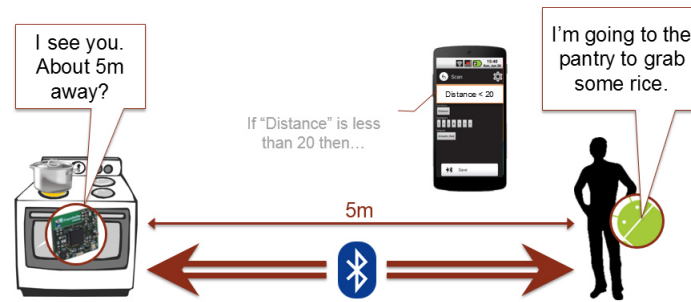 I see you.
About 5m
away?
I'm going to the
pantry to grab
some rice.
Scan
Distance < 20
If “Distance” is less
than 20 then…
Save
5m